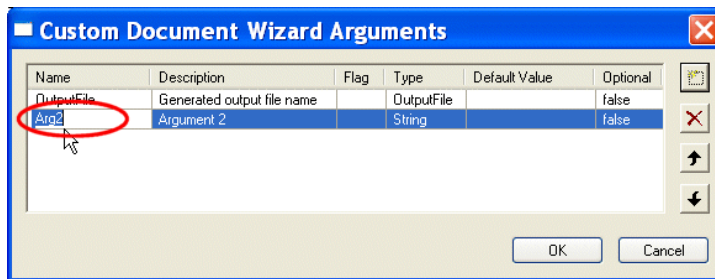 Custom Document Wizard Arguments
Name Description Flag Type Default Value Optional
OutputFile Generated output file name OutputFile false
Arg2 Argument 2 String false
OK Cancel